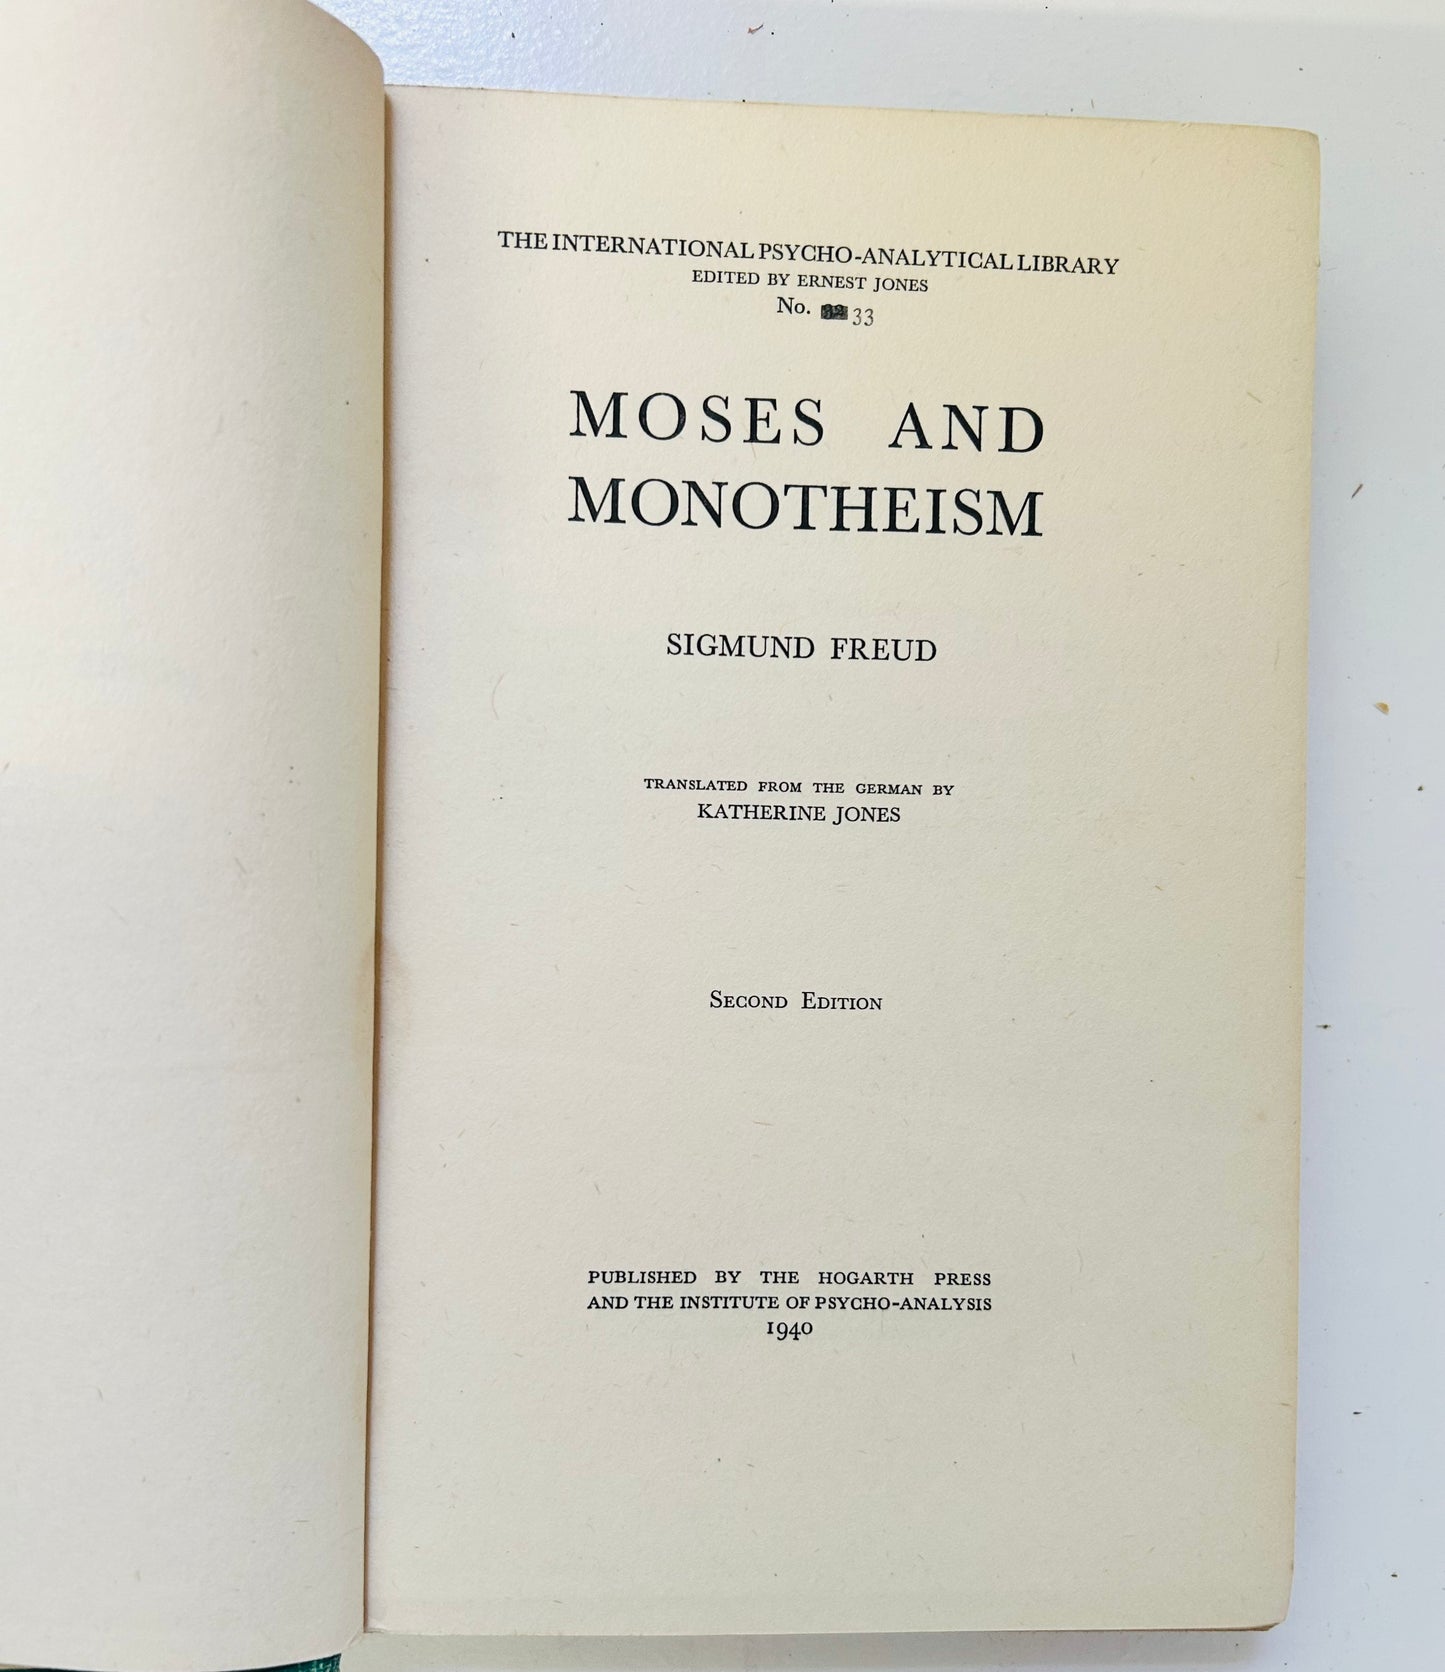 THE INTERNATIONAL PSYCHO-ANALYTICAL LIBRARY
EDITED BY ERNEST JONES
No. 33
MOSES AND
MONOTHEISM
SIGMUND FREUD
TRANSLATED FROM THE GERMAN BY
KATHERINE JONES
SECOND EDITION
PUBLISHED BY THE HOGARTH PRESS
AND THE INSTITUTE OF PSYCHO-ANALYSIS
1940